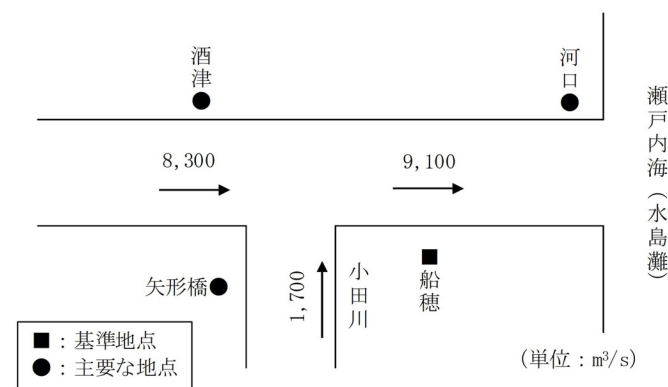 酒津
河口
瀬戸内海(水島灘)
8,300
9,100
矢形橋
1,700
小田川
船穂
■:基準地点
●:主要な地点
(単位:m³/s)